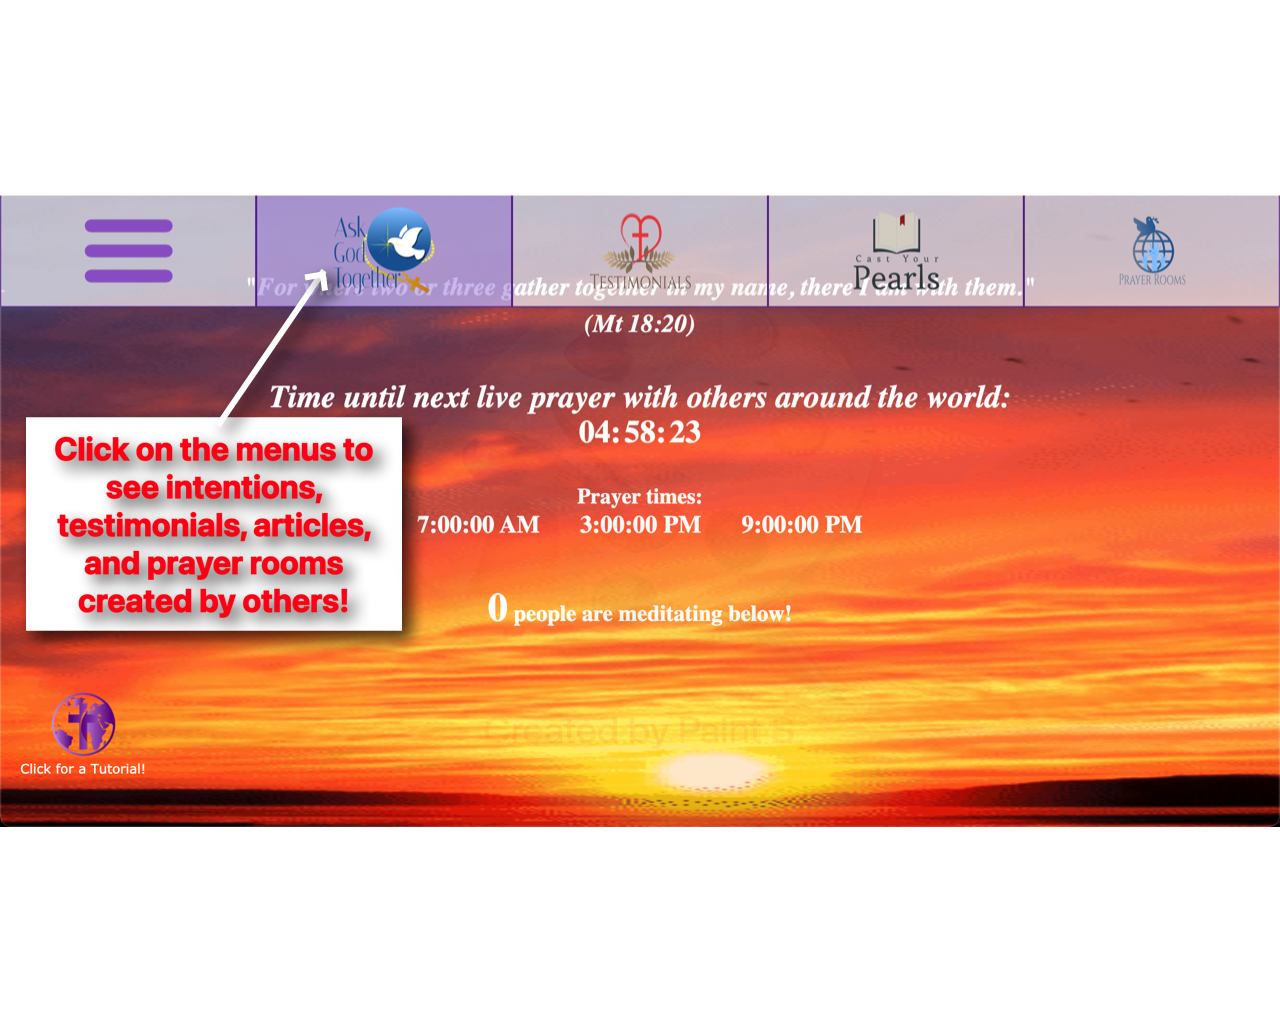 Ask
God
Together
TESTIMONIALS
Cast Your
Pearls
PRAYER ROOMS
"For where two or three gather together in my name, there I am with them."
(Mt 18:20)
Time until next live prayer with others around the world:
04:58:23
Click on the menus to
see intentions,
testimonials, articles,
and prayer rooms
created by others!
Prayer times:
7:00:00 AM 3:00:00 PM 9:00:00 PM
0 people are meditating below!
Created by Paint S
Click for a Tutorial!